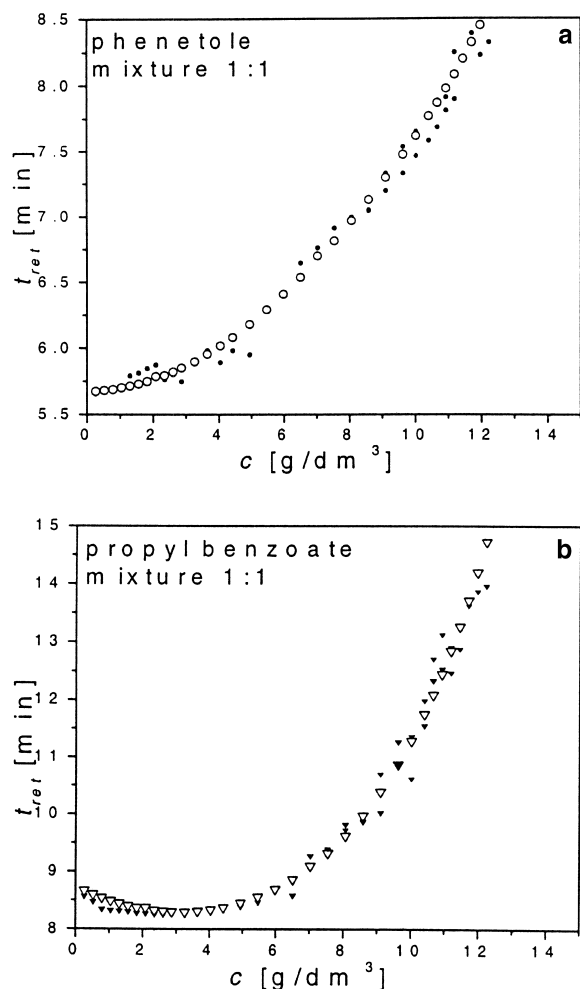 8.5
phenetole
a
mixture 1:1
8.0
7.5
t_ret [min]
7.0
6.5
6.0
5.5
0 2 4 6 8 10 12 14
c [g/dm³]
15
propylbenzoate
b
mixture 1:1
14
13
12
t_ret [min]
11
10
9
8
0 2 4 6 8 10 12 14
c [g/dm³]